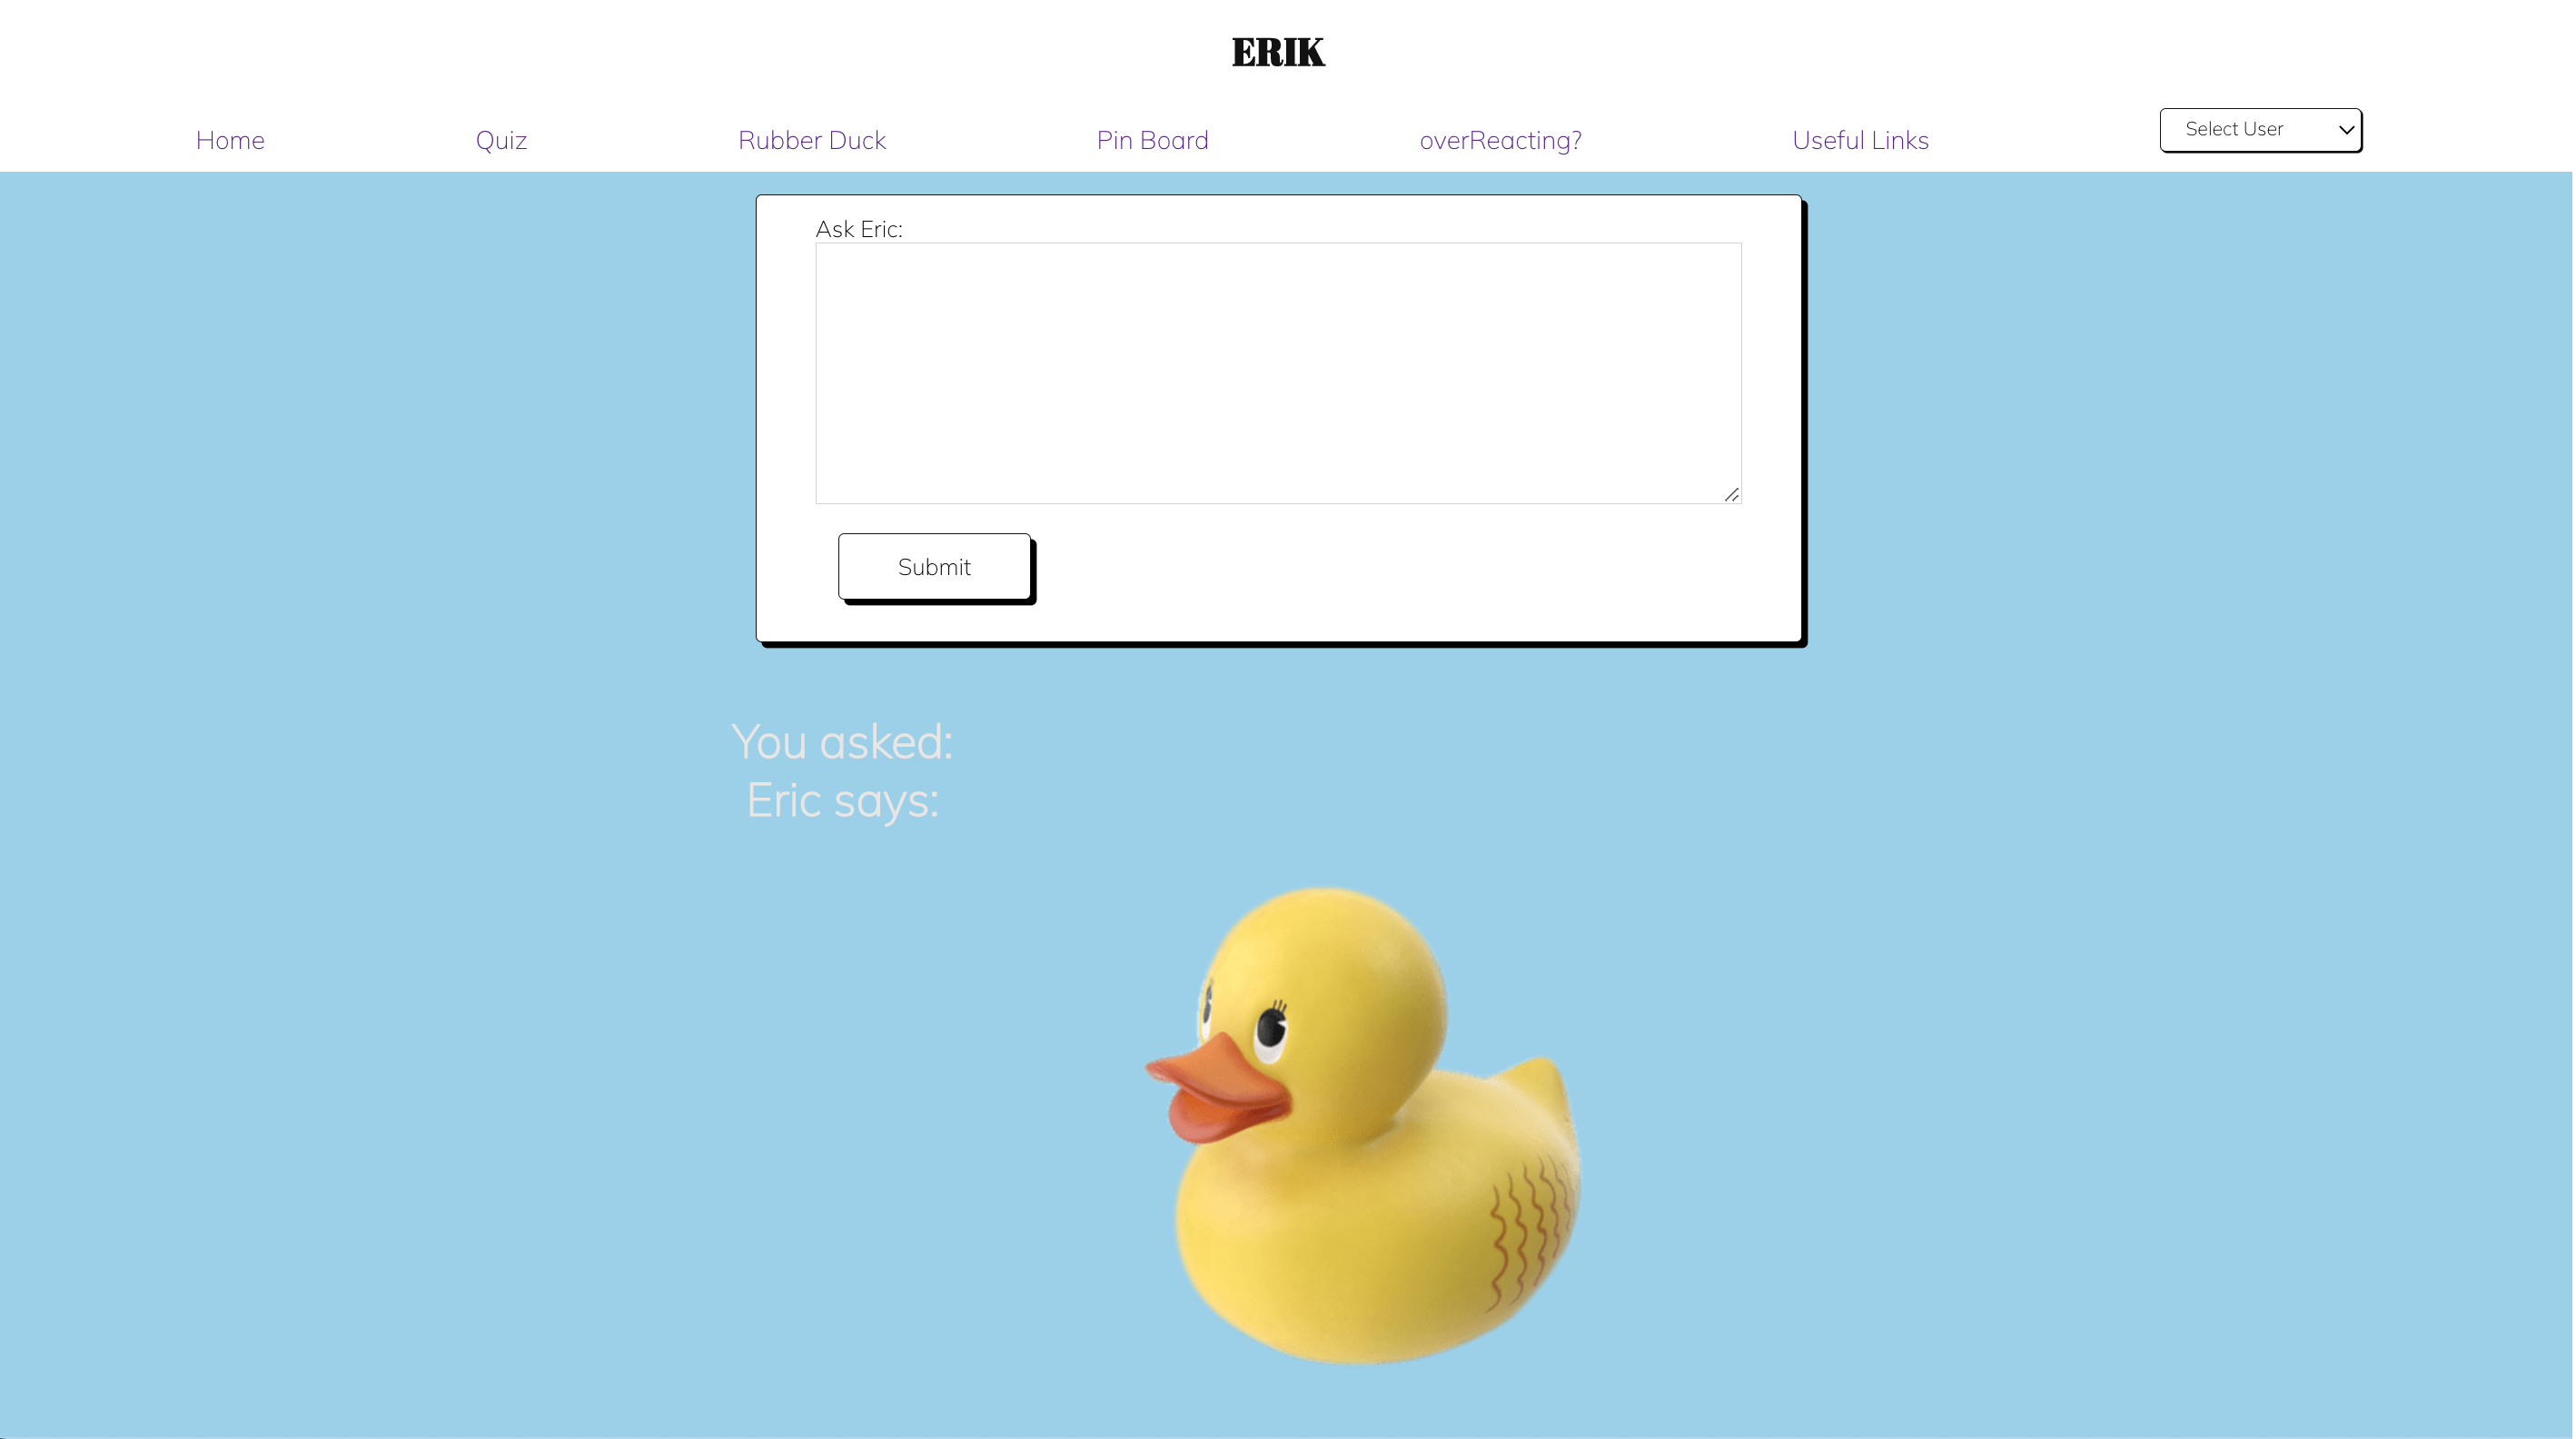 ERIK
Home Quiz Rubber Duck Pin Board overReacting? Useful Links Select User
Ask Eric:
Submit
You asked:
Eric says: